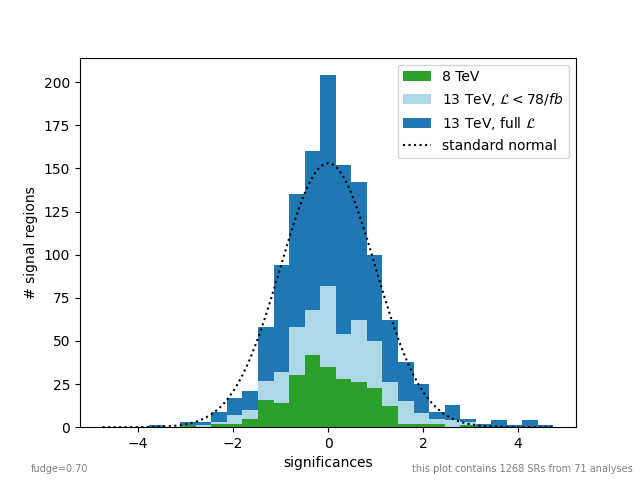 200
175
150
125
100
75
50
25
0
# signal regions
8 TeV
13 TeV, ℒ < 78/fb
13 TeV, full ℒ
standard normal
−4 −2 0 2 4
significances
fudge=0.70
this plot contains 1268 SRs from 71 analyses